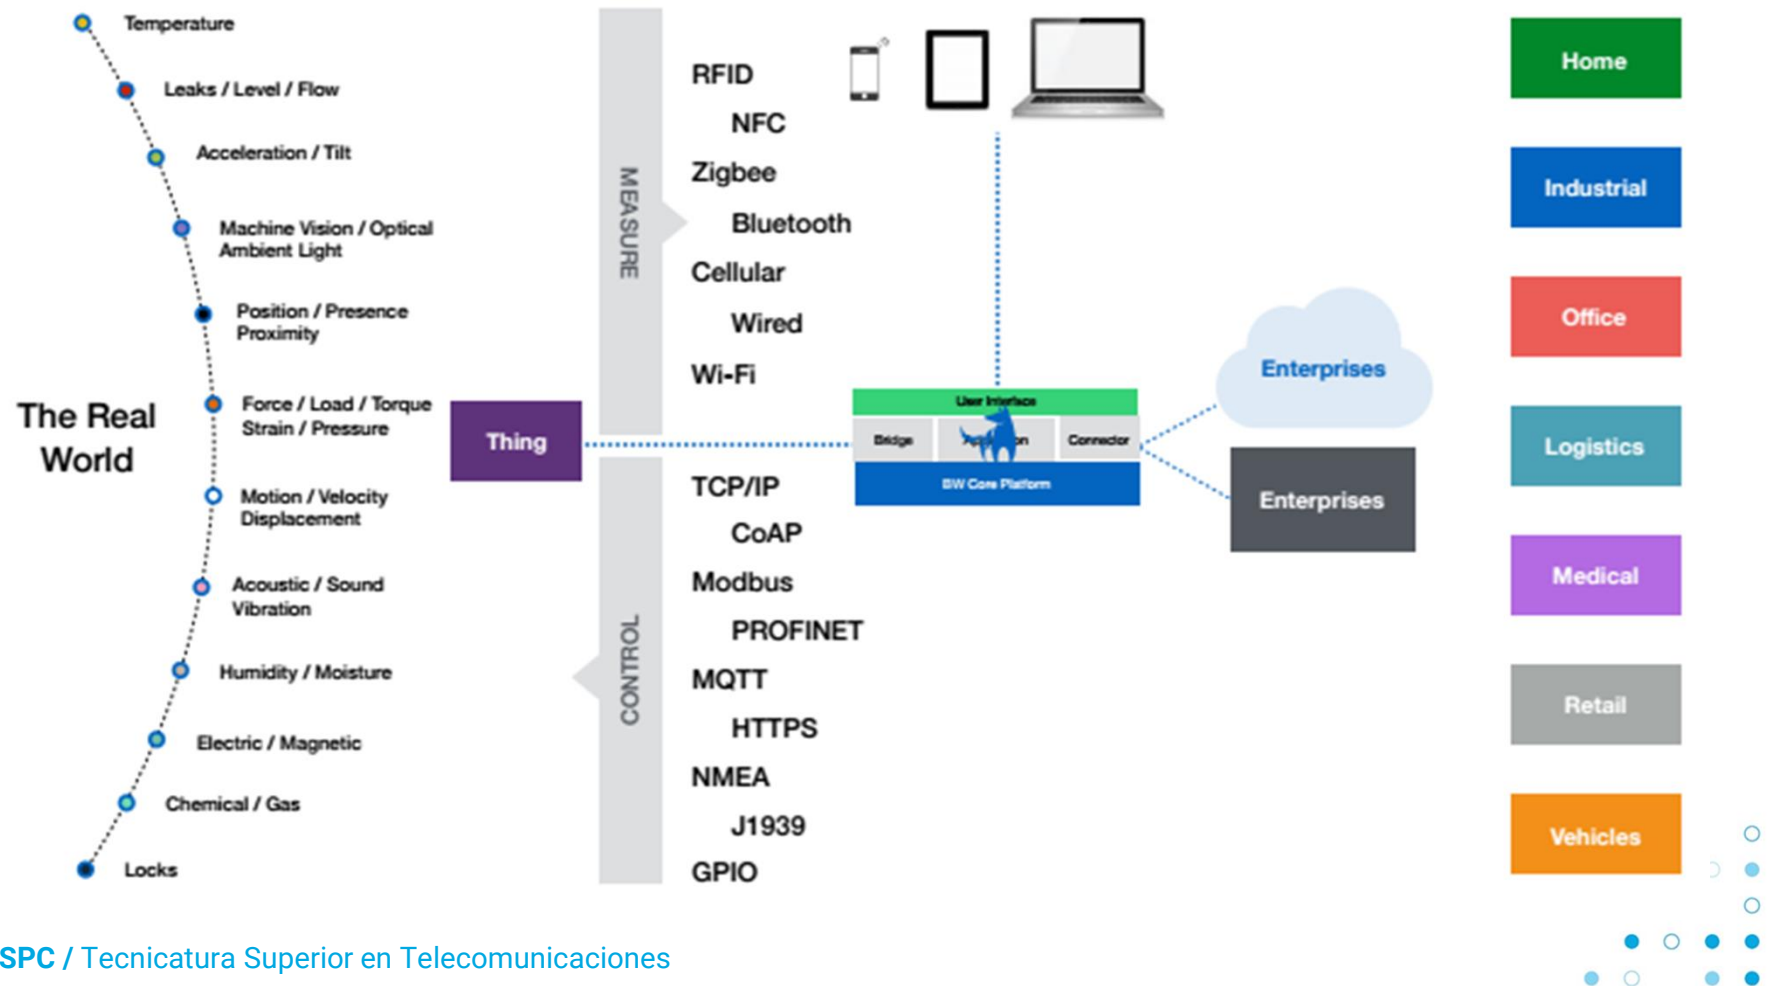 Temperature
Leaks / Level / Flow
Acceleration / Tilt
Machine Vision / Optical
Ambient Light
Position / Presence
Proximity
The Real
World
Force / Load / Torque
Strain / Pressure
Motion / Velocity
Displacement
Acoustic / Sound
Vibration
Humidity / Moisture
Electric / Magnetic
Chemical / Gas
Locks
Thing
MEASURE
CONTROL
RFID
NFC
Zigbee
Bluetooth
Cellular
Wired
Wi-Fi
TCP/IP
CoAP
Modbus
PROFINET
MQTT
HTTPS
NMEA
J1939
GPIO
User Interface
Bridge
Connector
BW Core Platform
Enterprises
Enterprises
Home
Industrial
Office
Logistics
Medical
Retail
Vehicles
SPC / Tecnicatura Superior en Telecomunicaciones